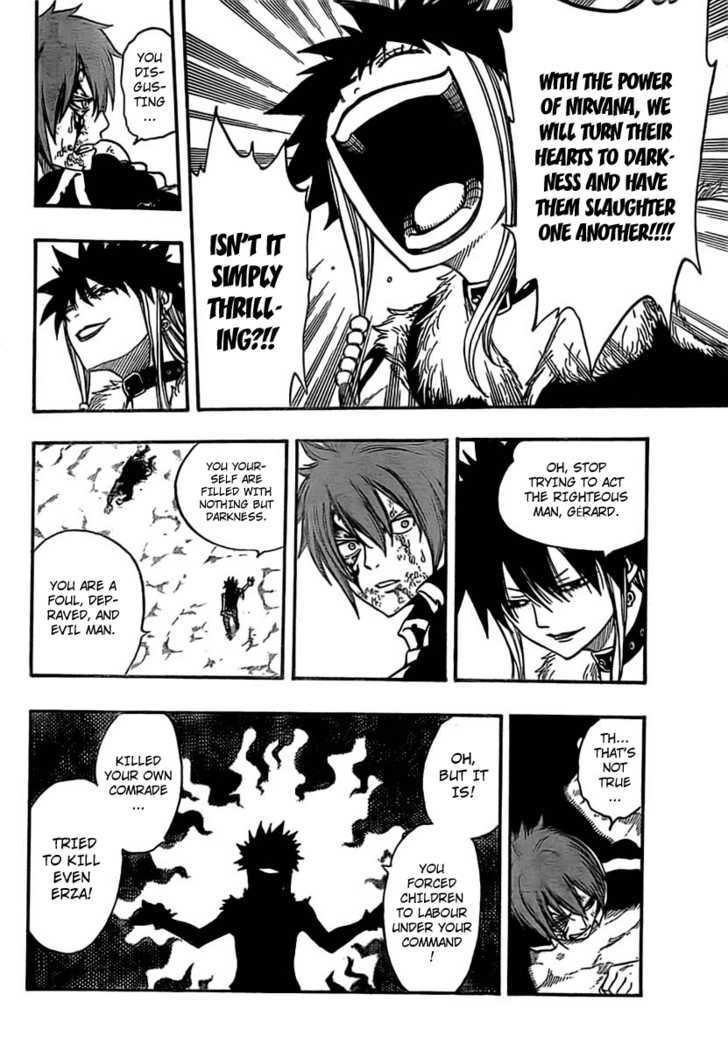 WITH THE POWER
OF NIRVANA, WE
WILL TURN THEIR
HEARTS TO DARK-
NESS AND HAVE
THEM SLAUGHTER
ONE ANOTHER!!!!
ISN'T IT
SIMPLY
THRILL-
ING?!!
YOU
DIS-
GUS-
TING
...
OH, STOP
TRYING TO ACT
THE RIGHTEOUS
MAN, GÉRARD.
YOU YOUR-
SELF ARE
FILLED WITH
NOTHING BUT
DARKNESS.
YOU ARE A
FOUL, DEP-
RAVED, AND
EVIL MAN.
TH...
THAT'S
NOT
TRUE
...
OH,
BUT IT
IS!
YOU
FORCED
CHILDREN
TO LABOUR
UNDER YOUR
COMMAND
!
KILLED
YOUR OWN
COMRADE
...
TRIED
TO KILL
EVEN
ERZA!